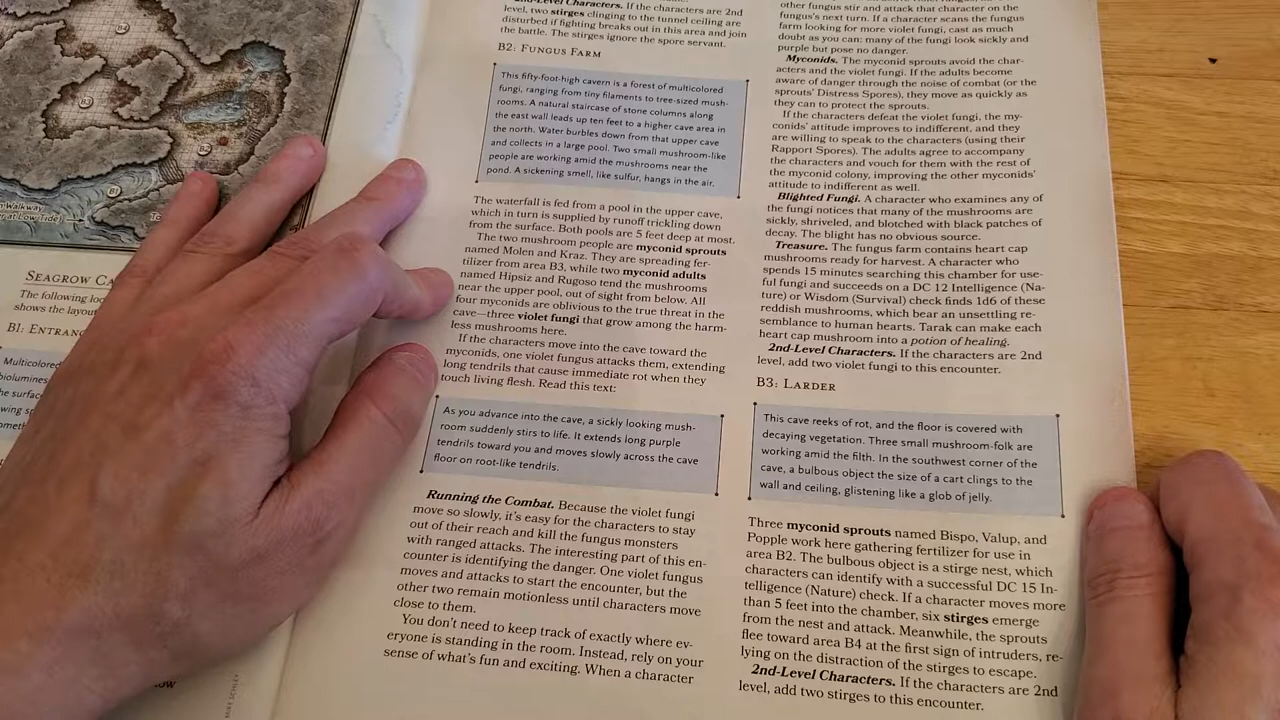 B4
B3
B2
B1
Walkway
er at Low Tide)
To
SEAGROW CA
The following loc
shows the layou
B1: ENTRANC
Multicolored
biolumines
he surfac
wing sp
ometh
MIKE SCHLEY
2nd-Level Characters. If the characters are 2nd
level, two stirges clinging to the tunnel ceiling are
disturbed if fighting breaks out in this area and join
the battle. The stirges ignore the spore servant.
B2: FUNGUS FARM
This fifty-foot-high cavern is a forest of multicolored
fungi, ranging from tiny filaments to tree-sized mush-
rooms. A natural staircase of stone columns along
the east wall leads up ten feet to a higher cave area in
the north. Water burbles down from that upper cave
and collects in a large pool. Two small mushroom-like
people are working amid the mushrooms near the
pond. A sickening smell, like sulfur, hangs in the air.
The waterfall is fed from a pool in the upper cave,
which in turn is supplied by runoff trickling down
from the surface. Both pools are 5 feet deep at most.
The two mushroom people are myconid sprouts
named Molen and Kraz. They are spreading fer-
tilizer from area B3, while two myconid adults
named Hipsiz and Rugoso tend the mushrooms
near the upper pool, out of sight from below. All
four myconids are oblivious to the true threat in the
cave—three violet fungi that grow among the harm-
less mushrooms here.
If the characters move into the cave toward the
myconids, one violet fungus attacks them, extending
long tendrils that cause immediate rot when they
touch living flesh. Read this text:
As you advance into the cave, a sickly looking mush-
room suddenly stirs to life. It extends long purple
tendrils toward you and moves slowly across the cave
floor on root-like tendrils.
Running the Combat. Because the violet fungi
move so slowly, it's easy for the characters to stay
out of their reach and kill the fungus monsters
with ranged attacks. The interesting part of this en-
counter is identifying the danger. One violet fungus
moves and attacks to start the encounter, but the
other two remain motionless until characters move
close to them.
You don't need to keep track of exactly where ev-
eryone is standing in the room. Instead, rely on your
sense of what's fun and exciting. When a character
other fungus stir and attack that character on the
fungus's next turn. If a character scans the fungus
farm looking for more violet fungi, cast as much
doubt as you can: many of the fungi look sickly and
purple but pose no danger.
Myconids. The myconid sprouts avoid the char-
acters and the violet fungi. If the adults become
aware of danger through the noise of combat (or the
sprouts' Distress Spores), they move as quickly as
they can to protect the sprouts.
If the characters defeat the violet fungi, the my-
conids' attitude improves to indifferent, and they
are willing to speak to the characters (using their
Rapport Spores). The adults agree to accompany
the characters and vouch for them with the rest of
the myconid colony, improving the other myconids'
attitude to indifferent as well.
Blighted Fungi. A character who examines any of
the fungi notices that many of the mushrooms are
sickly, shriveled, and blotched with black patches of
decay. The blight has no obvious source.
Treasure. The fungus farm contains heart cap
mushrooms ready for harvest. A character who
spends 15 minutes searching this chamber for use-
ful fungi and succeeds on a DC 12 Intelligence (Na-
ture) or Wisdom (Survival) check finds 1d6 of these
reddish mushrooms, which bear an unsettling re-
semblance to human hearts. Tarak can make each
heart cap mushroom into a potion of healing.
2nd-Level Characters. If the characters are 2nd
level, add two violet fungi to this encounter.
B3: LARDER
This cave reeks of rot, and the floor is covered with
decaying vegetation. Three small mushroom-folk are
working amid the filth. In the southwest corner of the
cave, a bulbous object the size of a cart clings to the
wall and ceiling, glistening like a glob of jelly.
Three myconid sprouts named Bispo, Valup, and
Popple work here gathering fertilizer for use in
area B2. The bulbous object is a stirge nest, which
characters can identify with a successful DC 15 In-
telligence (Nature) check. If a character moves more
than 5 feet into the chamber, six stirges emerge
from the nest and attack. Meanwhile, the sprouts
flee toward area B4 at the first sign of intruders, re-
lying on the distraction of the stirges to escape.
2nd-Level Characters. If the characters are 2nd
level, add two stirges to this encounter.